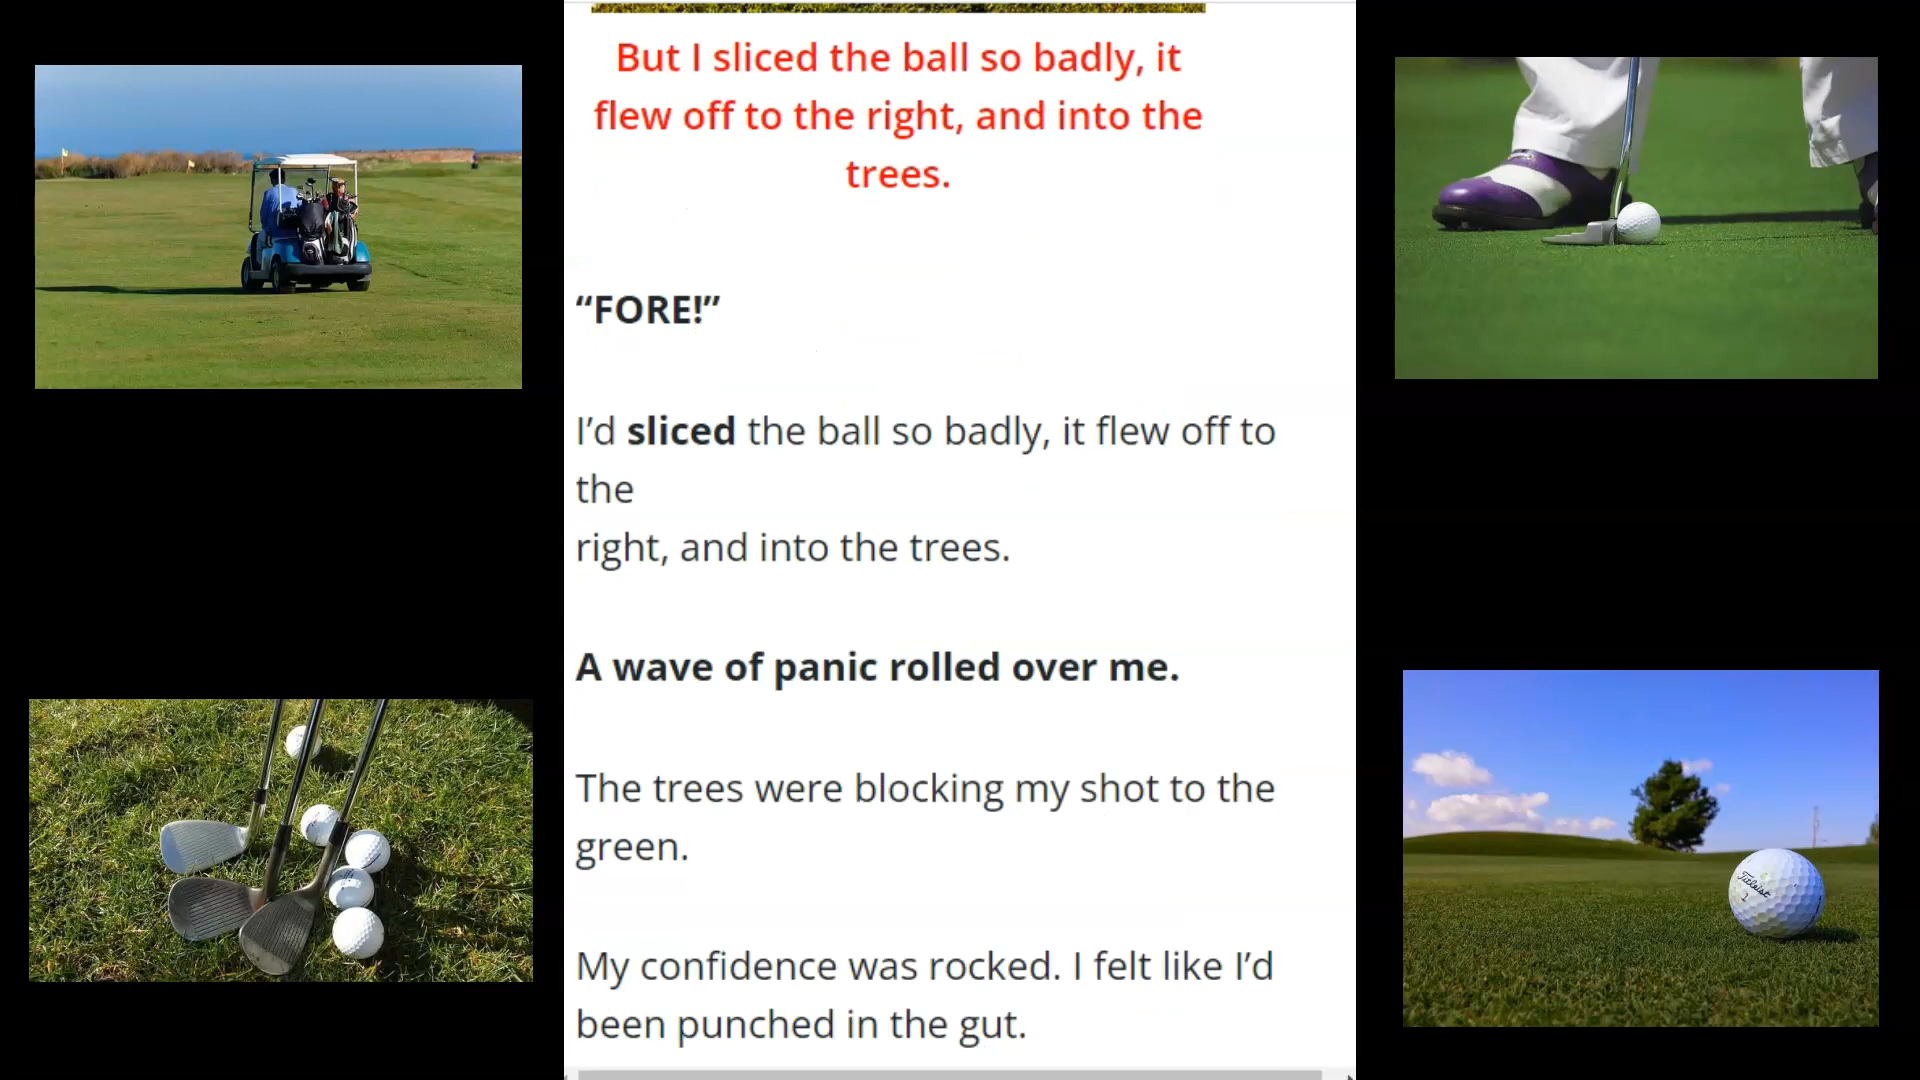 But I sliced the ball so badly, it
flew off to the right, and into the
trees.
“FORE!”
I’d sliced the ball so badly, it flew off to
the
right, and into the trees.
A wave of panic rolled over me.
The trees were blocking my shot to the
green.
My confidence was rocked. I felt like I’d
been punched in the gut.
Titleist